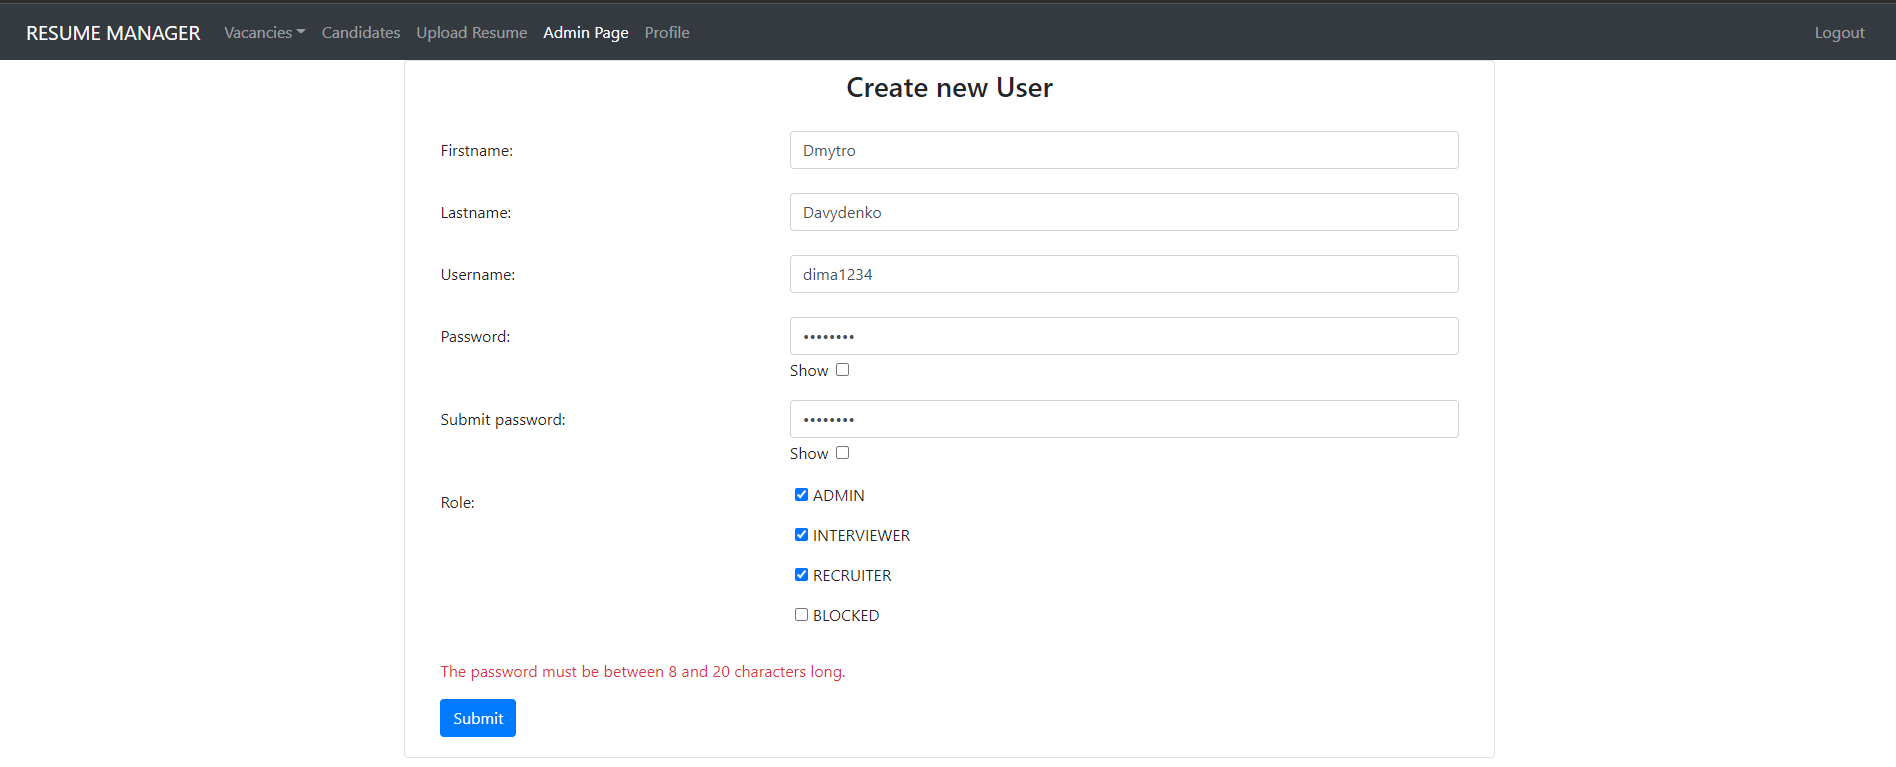 RESUME MANAGER Vacancies Candidates Upload Resume Admin Page Profile Logout
Create new User
Firstname: Dmytro
Lastname: Davydenko
Username: dima1234
Password: ••••••••
Show
Submit password: ••••••••
Show
Role: ADMIN
INTERVIEWER
RECRUITER
BLOCKED
The password must be between 8 and 20 characters long.
Submit